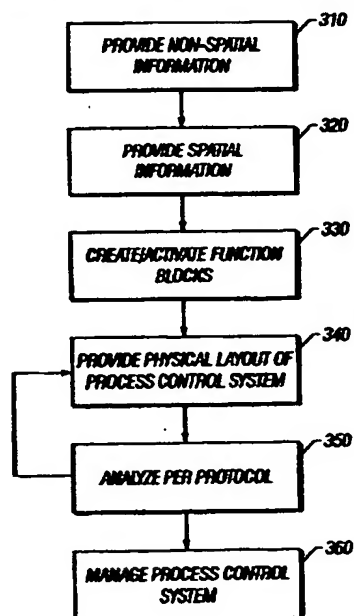 PROVIDE NON-SPATIAL
INFORMATION
310
PROVIDE SPATIAL
INFORMATION
320
CREATE/ACTIVATE FUNCTION
BLOCKS
330
PROVIDE PHYSICAL LAYOUT OF
PROCESS CONTROL SYSTEM
340
ANALYZE PER PROTOCOL
350
MANAGE PROCESS CONTROL
SYSTEM
360